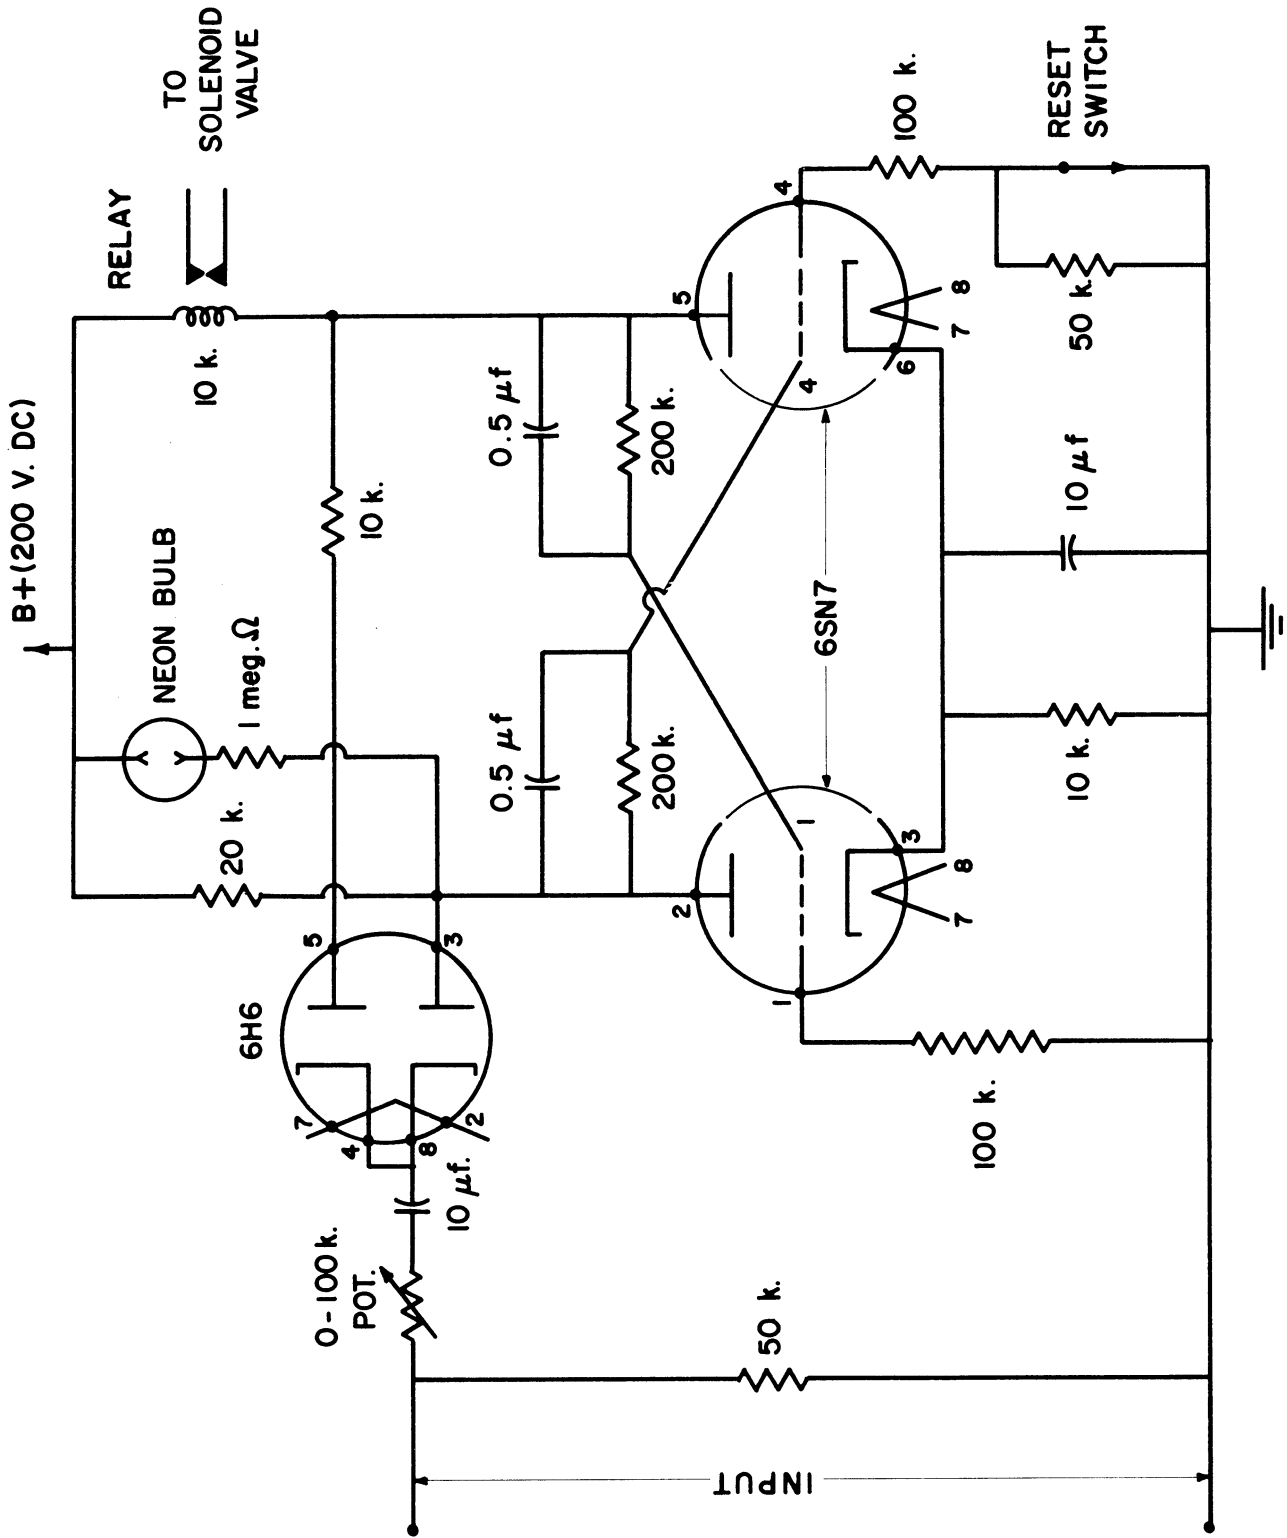 B+(200 V. DC)
TO
SOLENOID
VALVE
RELAY
NEON BULB
10 k.
1 meg.Ω
20 k.
10 k.
6H6
5
3
7
4
8
2
0-100k.
POT.
10 μf.
0.5 μf
200k.
0.5 μf
200 k.
2
5
1
1
3
7
8
6SN7
4
4
6
7
8
100 k.
50 k.
RESET
SWITCH
10 k.
10 μf
100 k.
50 k.
INPUT